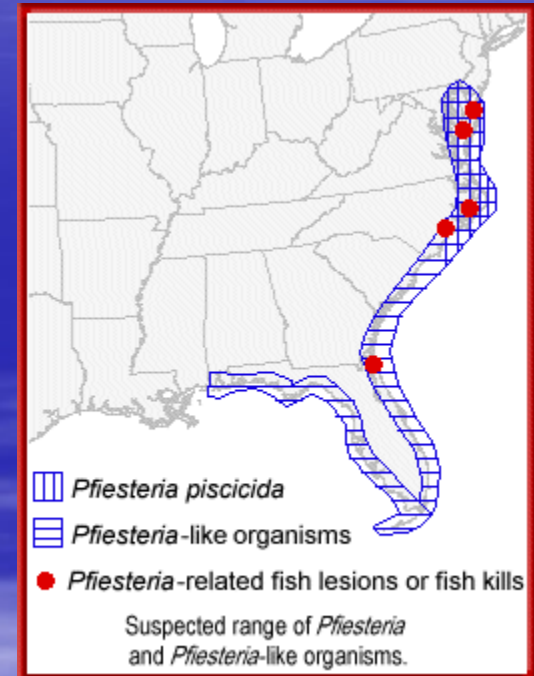 Pfiesteria piscicida
Pfiesteria-like organisms
Pfiesteria-related fish lesions or fish kills
Suspected range of Pfiesteria
and Pfiesteria-like organisms.